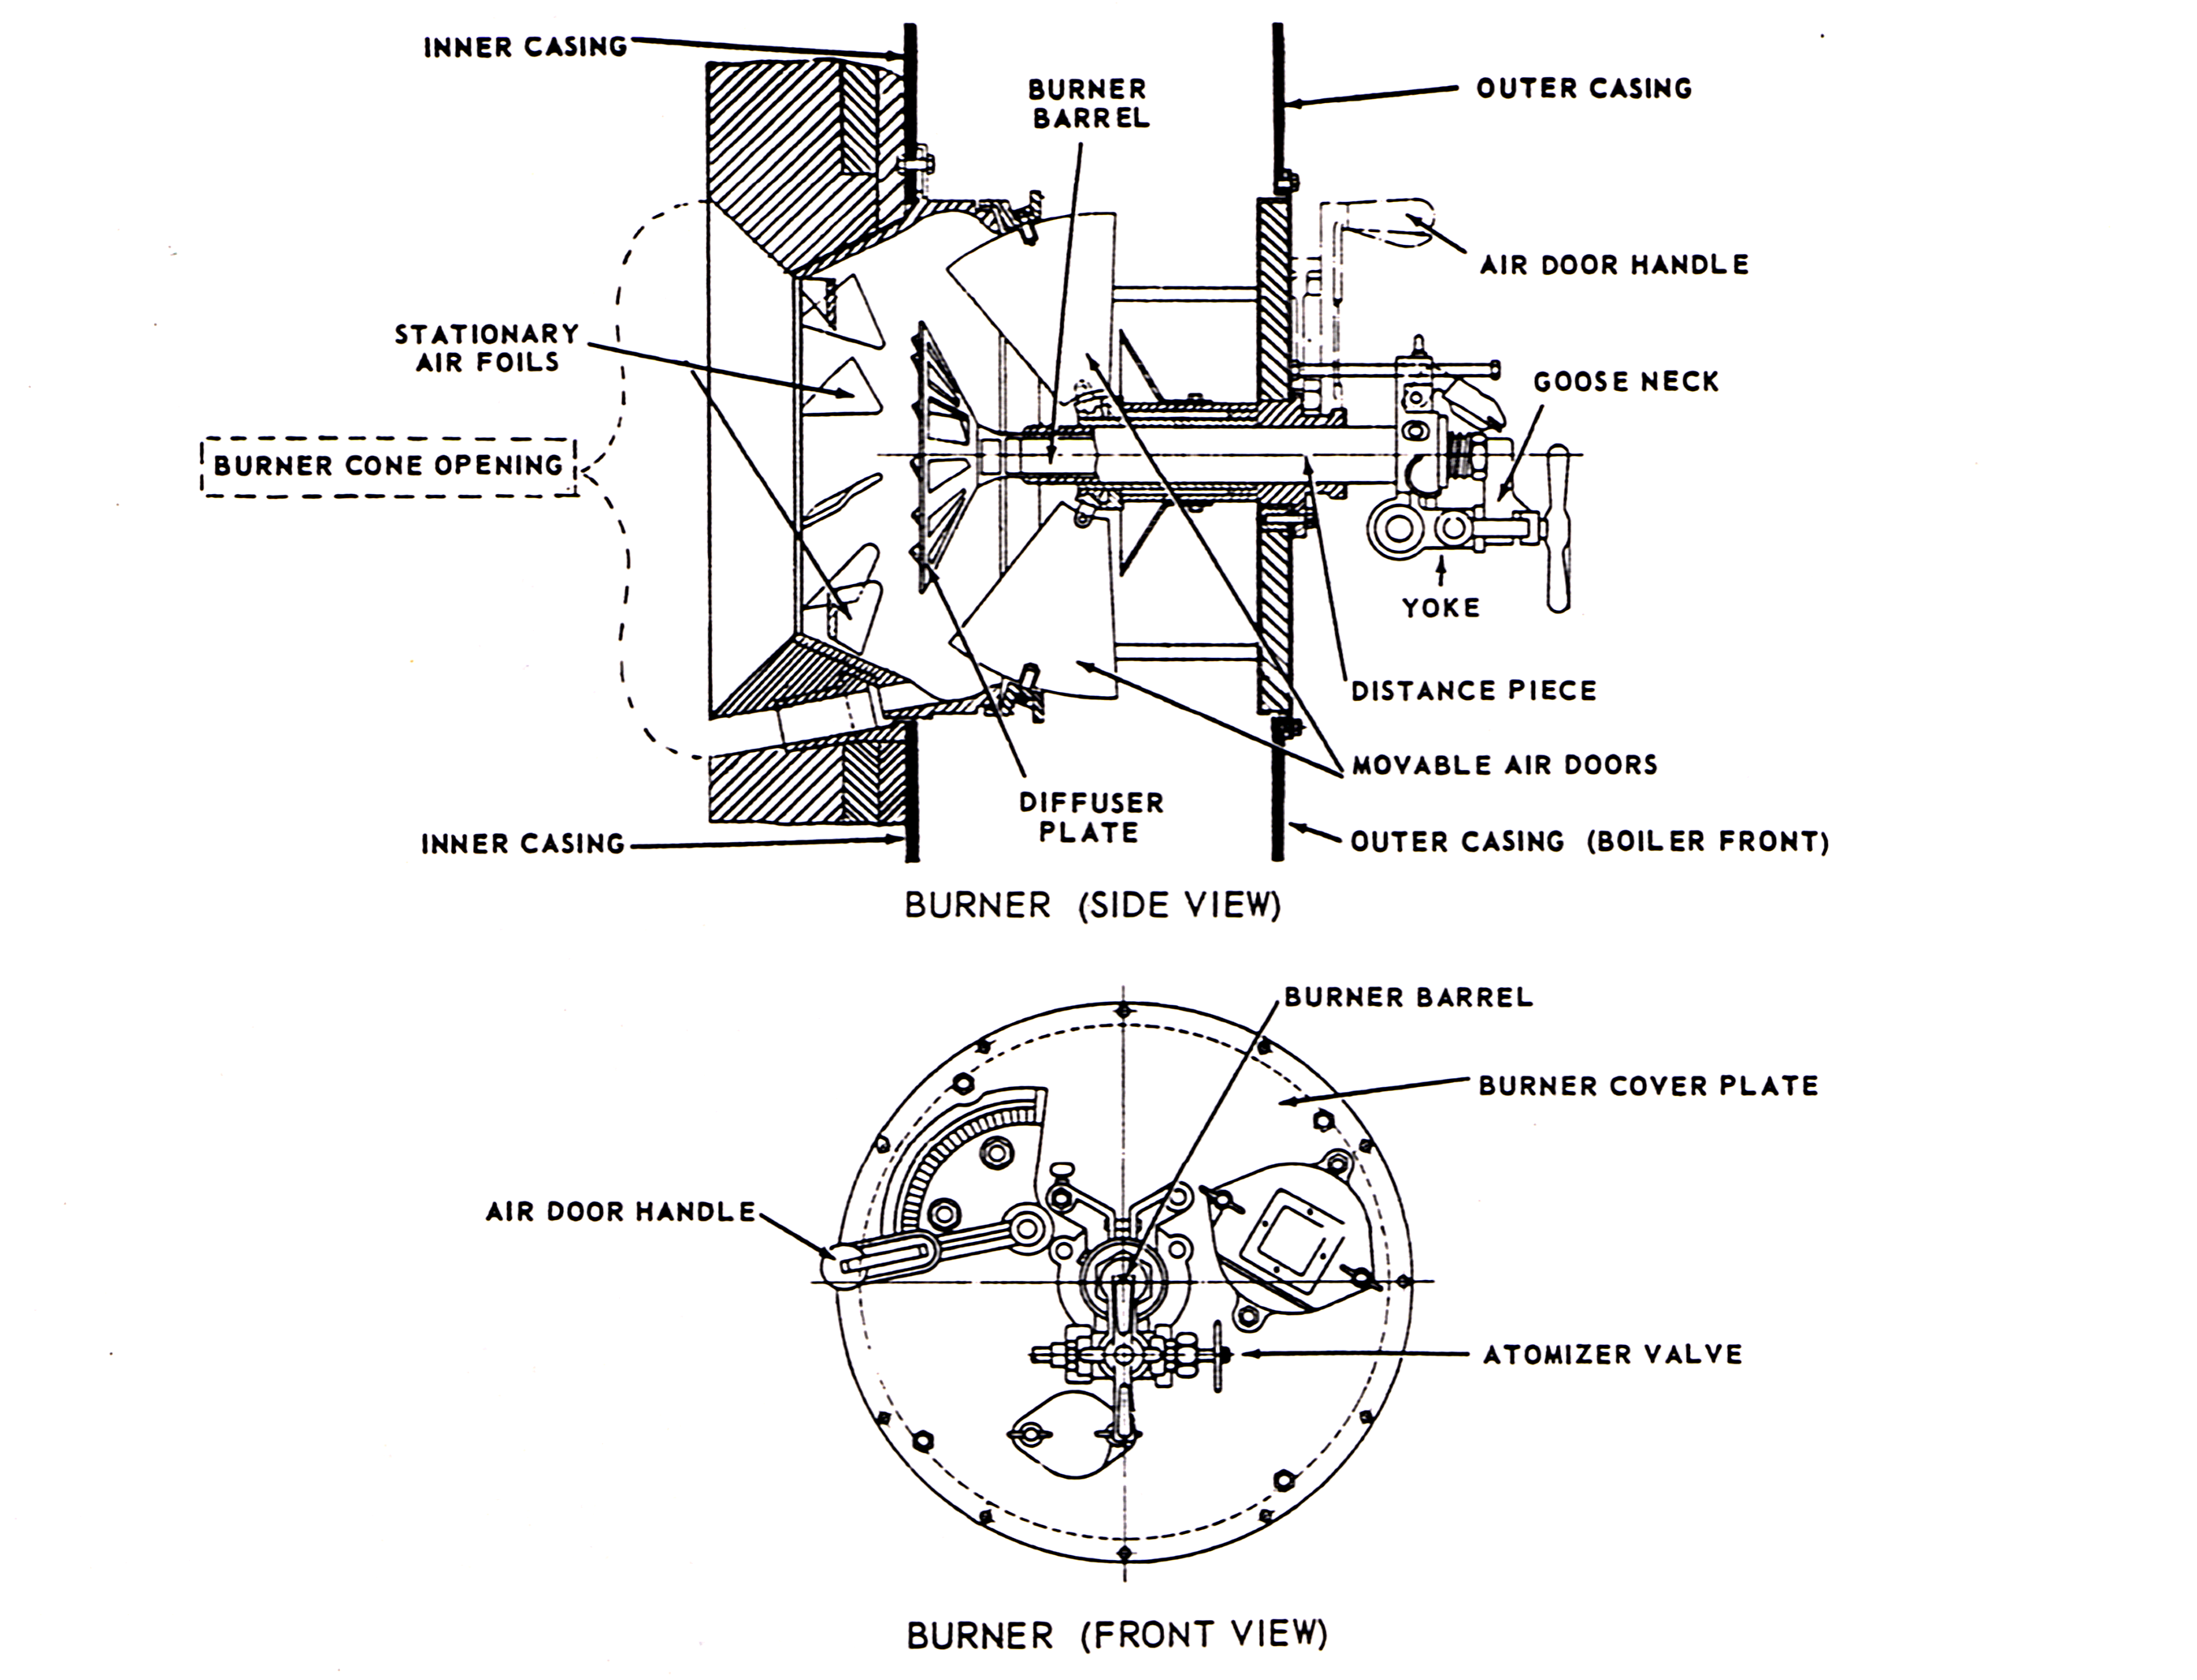 INNER CASING
BURNER
BARREL
OUTER CASING
AIR DOOR HANDLE
STATIONARY
AIR FOILS
GOOSE NECK
BURNER CONE OPENING
YOKE
DISTANCE PIECE
MOVABLE AIR DOORS
DIFFUSER
PLATE
INNER CASING
OUTER CASING (BOILER FRONT)
BURNER (SIDE VIEW)
BURNER BARREL
BURNER COVER PLATE
AIR DOOR HANDLE
ATOMIZER VALVE
BURNER (FRONT VIEW)